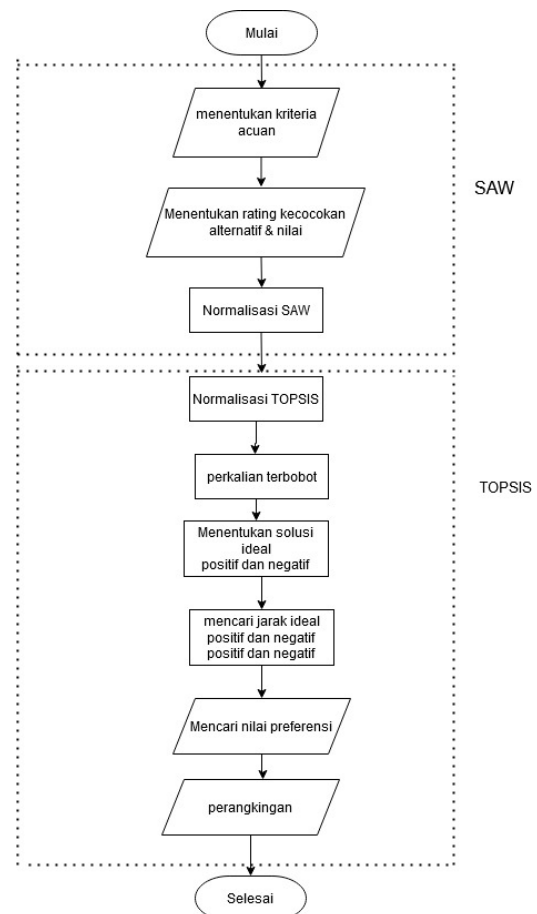 Mulai
menentukan kriteria
acuan
SAW
Menentukan rating kecocokan
alternatif & nilai
Normalisasi SAW
Normalisasi TOPSIS
perkalian terbobot
TOPSIS
Menentukan solusi
ideal
positif dan negatif
mencari jarak ideal
positif dan negatif
positif dan negatif
Mencari nilai preferensi
perangkingan
Selesai